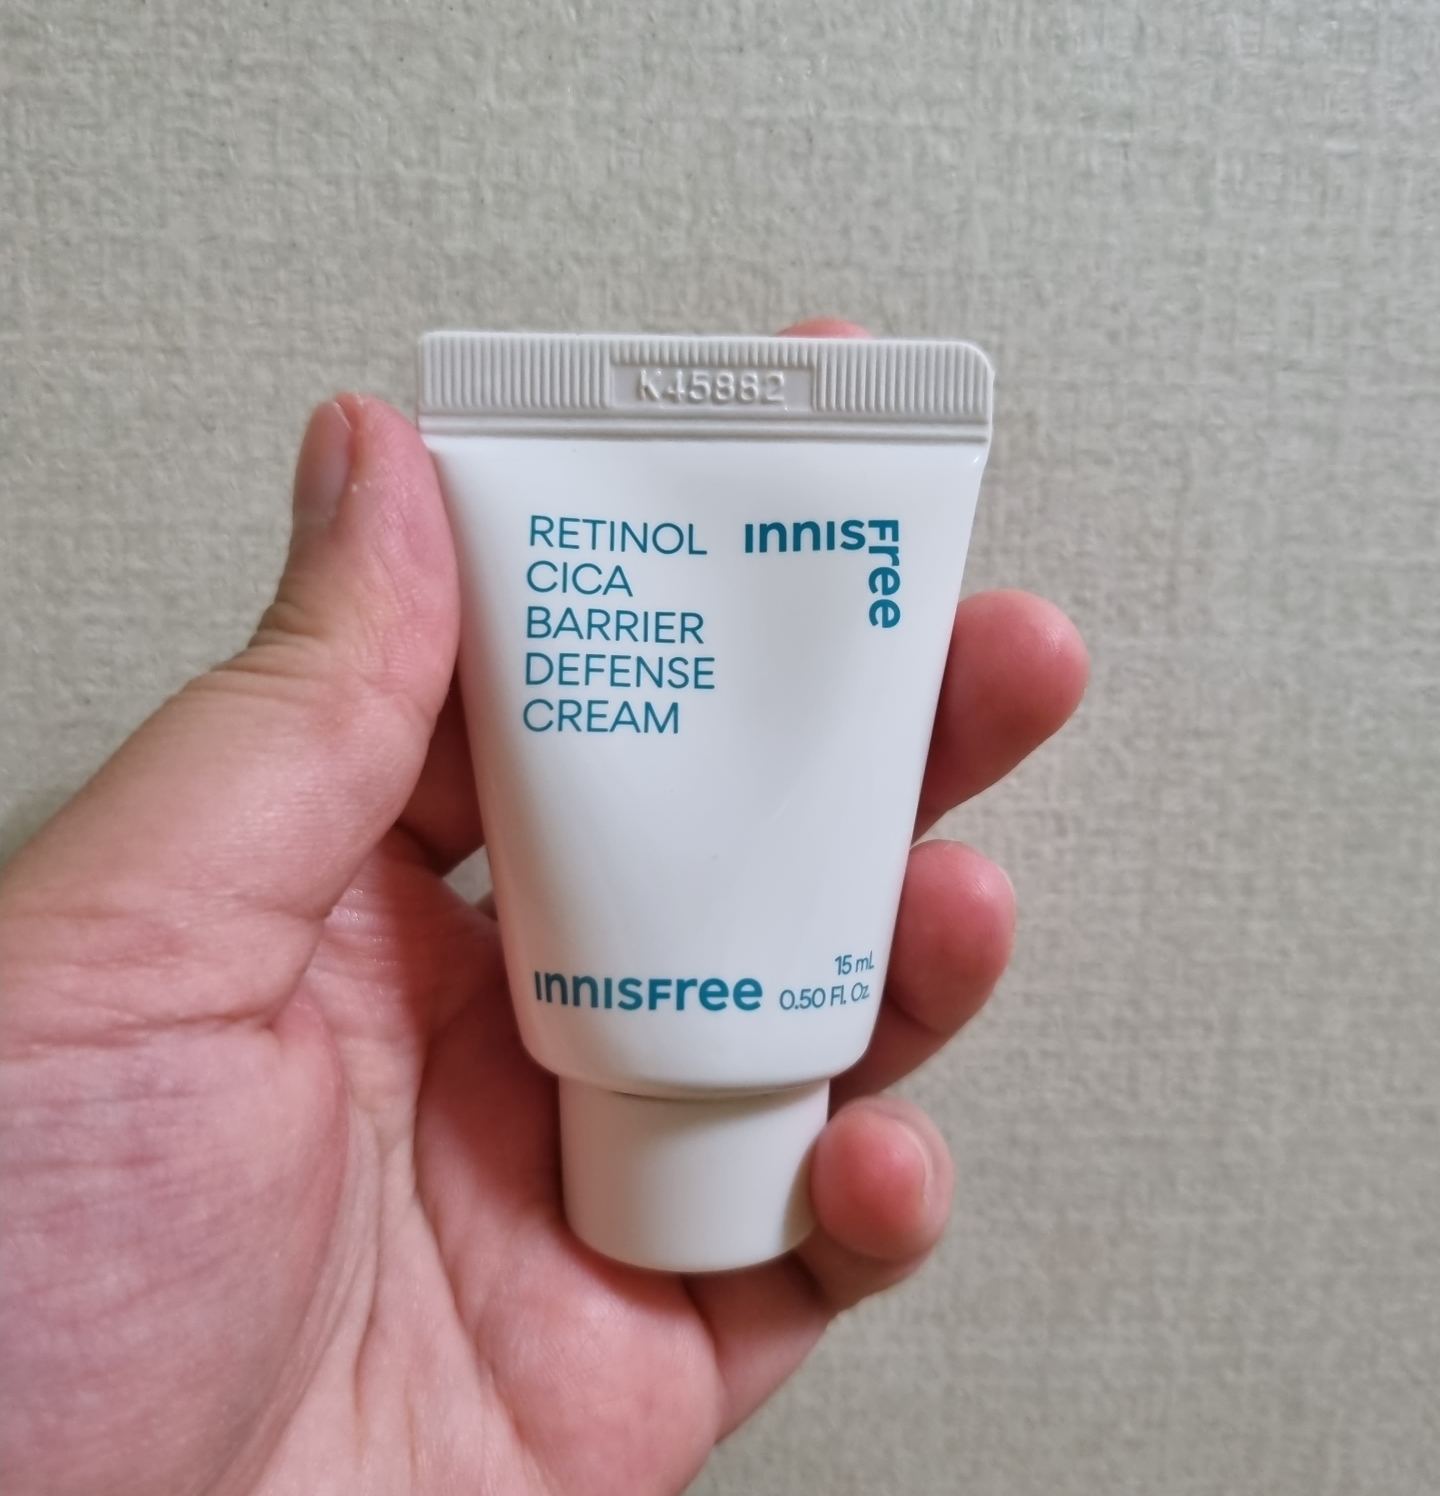 K45882
RETINOL
CICA
BARRIER
DEFENSE
CREAM
innisFree
innisFree
15 mL
0.50 Fl. Oz.